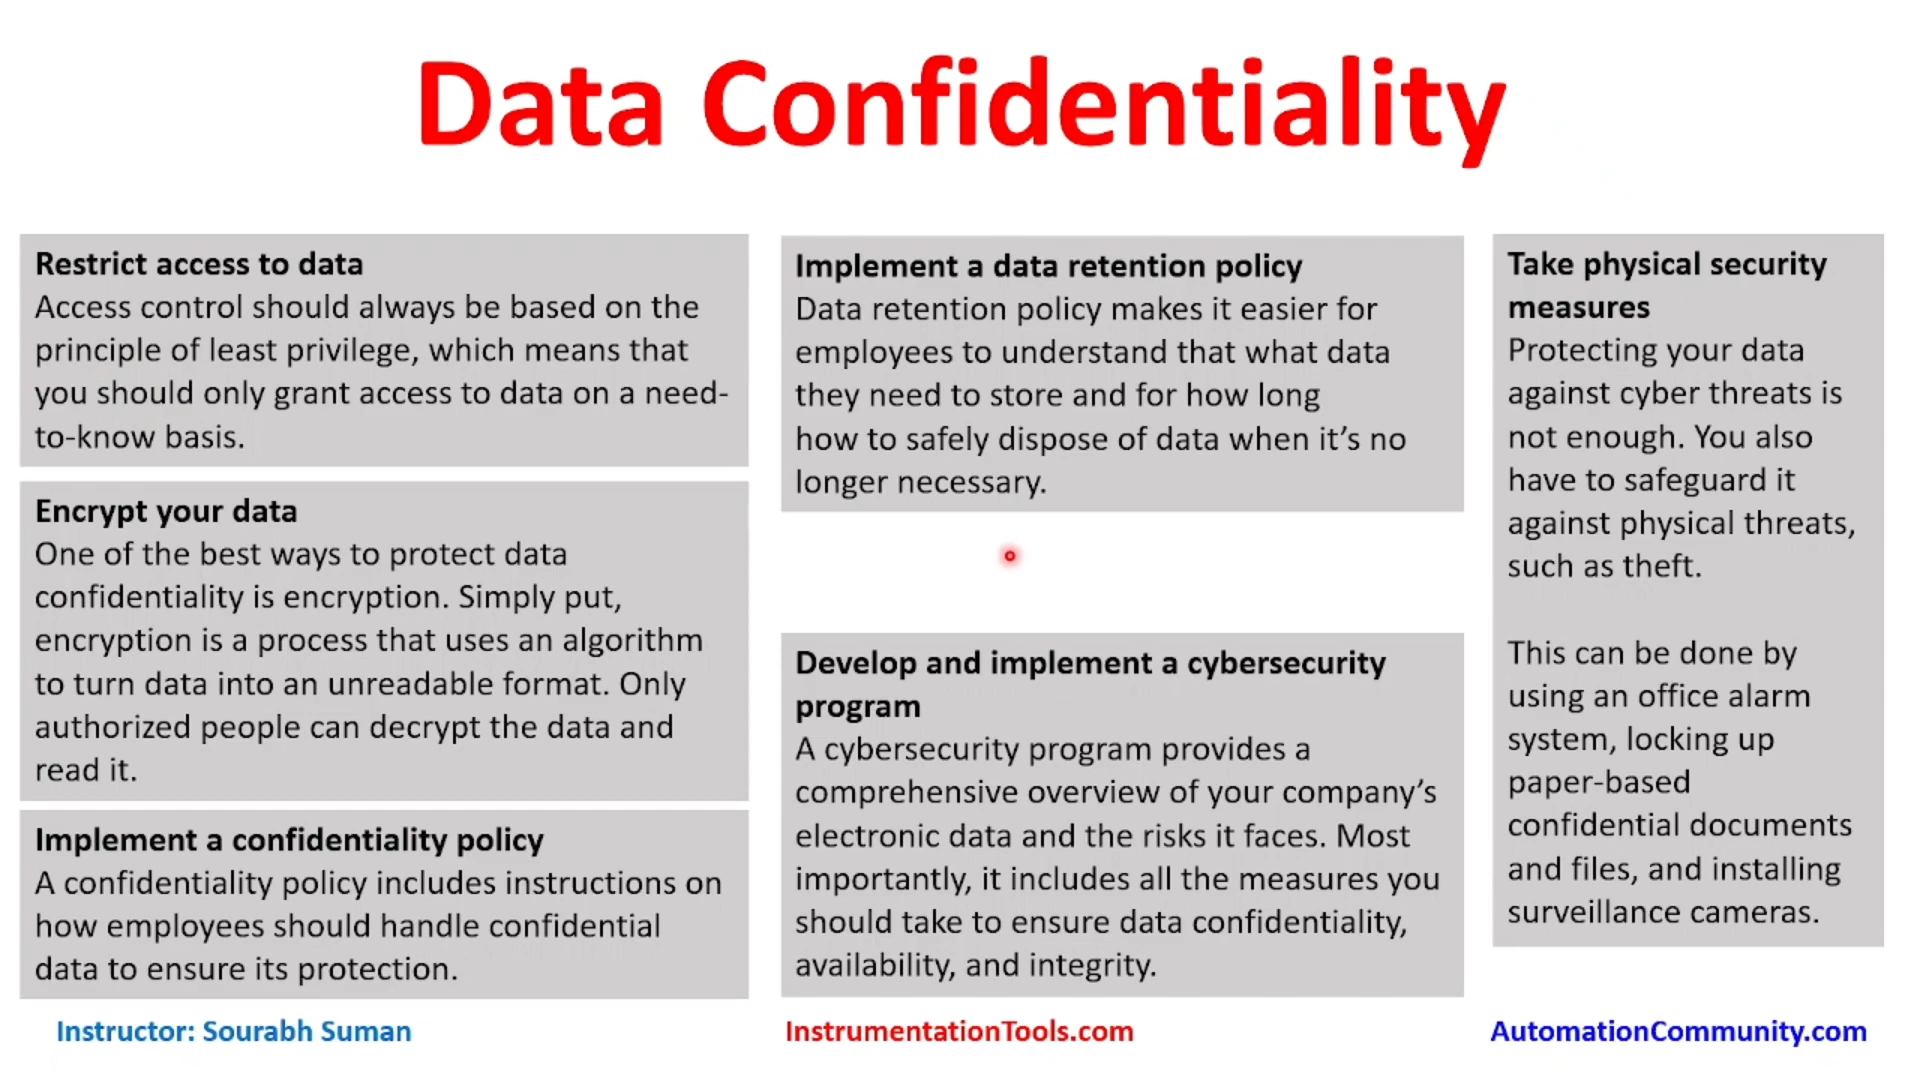 Data Confidentiality
Restrict access to data
Access control should always be based on the
principle of least privilege, which means that
you should only grant access to data on a need-
to-know basis.
Encrypt your data
One of the best ways to protect data
confidentiality is encryption. Simply put,
encryption is a process that uses an algorithm
to turn data into an unreadable format. Only
authorized people can decrypt the data and
read it.
Implement a confidentiality policy
A confidentiality policy includes instructions on
how employees should handle confidential
data to ensure its protection.
Implement a data retention policy
Data retention policy makes it easier for
employees to understand that what data
they need to store and for how long
how to safely dispose of data when it’s no
longer necessary.
Develop and implement a cybersecurity
program
A cybersecurity program provides a
comprehensive overview of your company’s
electronic data and the risks it faces. Most
importantly, it includes all the measures you
should take to ensure data confidentiality,
availability, and integrity.
Take physical security
measures
Protecting your data
against cyber threats is
not enough. You also
have to safeguard it
against physical threats,
such as theft.
This can be done by
using an office alarm
system, locking up
paper-based
confidential documents
and files, and installing
surveillance cameras.
Instructor: Sourabh Suman
InstrumentationTools.com
AutomationCommunity.com